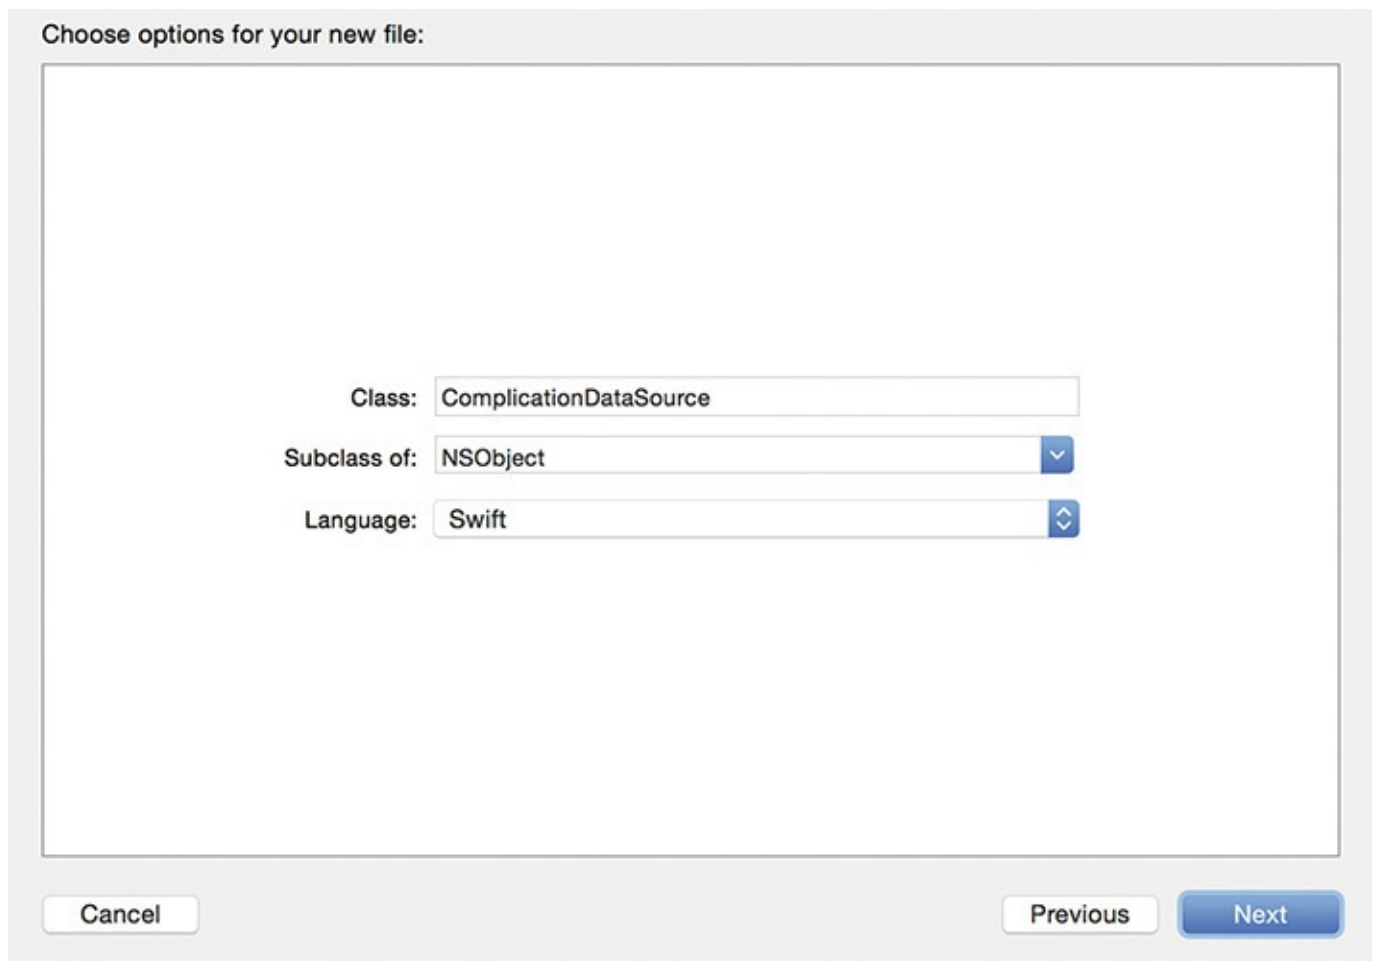 Choose options for your new file:
Class: ComplicationDataSource
Subclass of: NSObject
Language: Swift
Cancel Previous Next